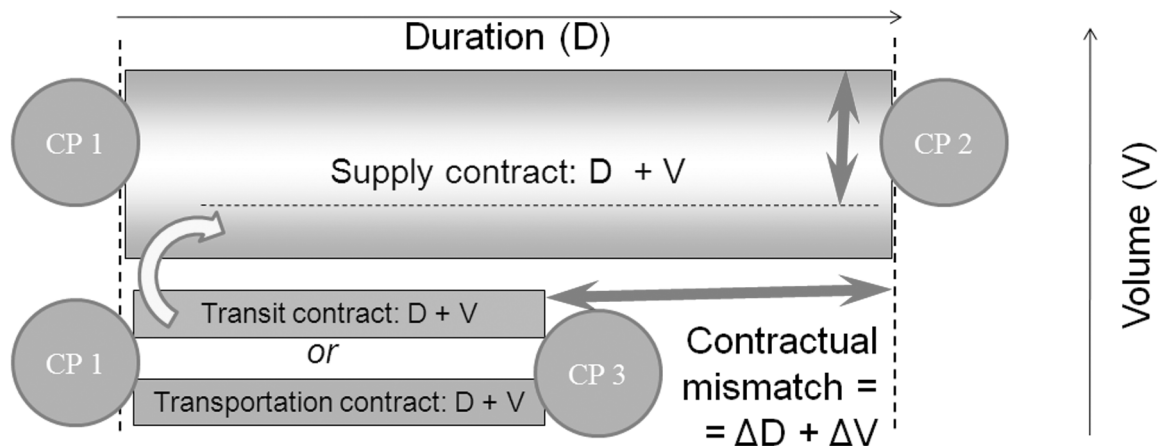 Duration (D)
CP 1
CP 2
Supply contract: D + V
Volume (V)
Transit contract: D + V
CP 1
or
CP 3
Transportation contract: D + V
Contractual
mismatch =
= ΔD + ΔV